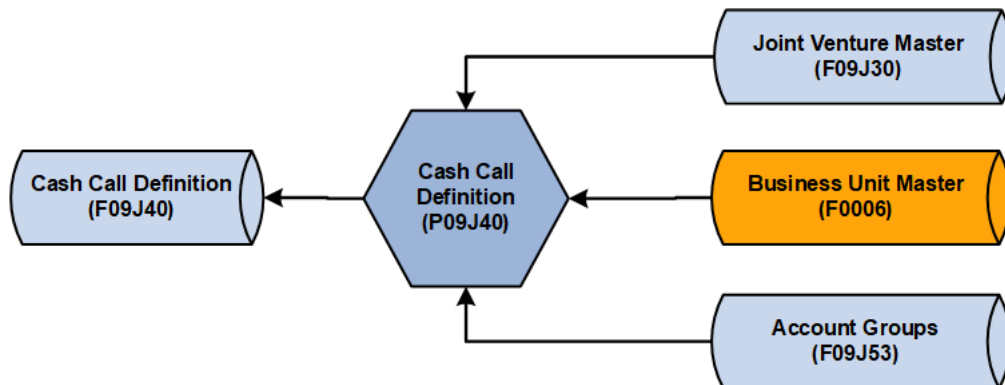 Joint Venture Master
(F09J30)
Cash Call Definition
(F09J40)
Cash Call
Definition
(P09J40)
Business Unit Master
(F0006)
Account Groups
(F09J53)